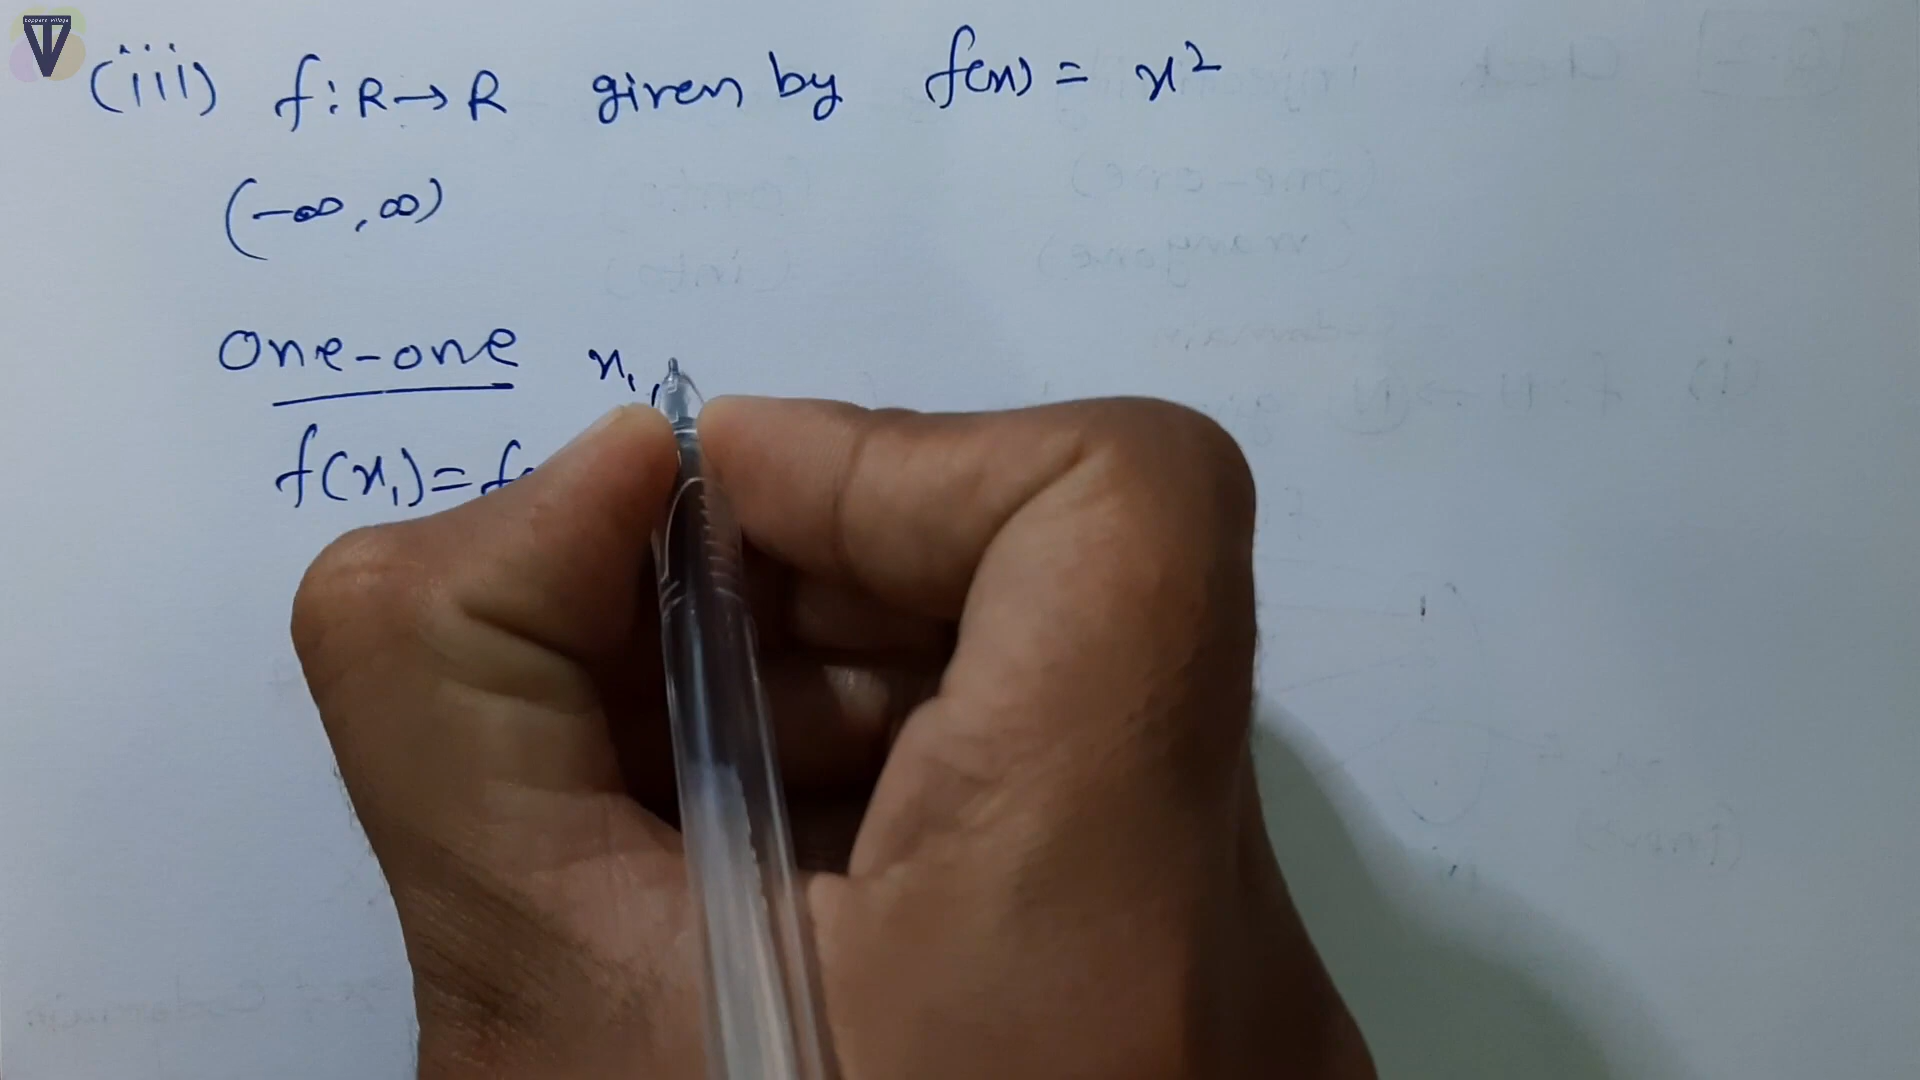 (iii) f : R → R given by f(x) = x²
(-∞, ∞)
One-one x₁,
f(x₁) = f